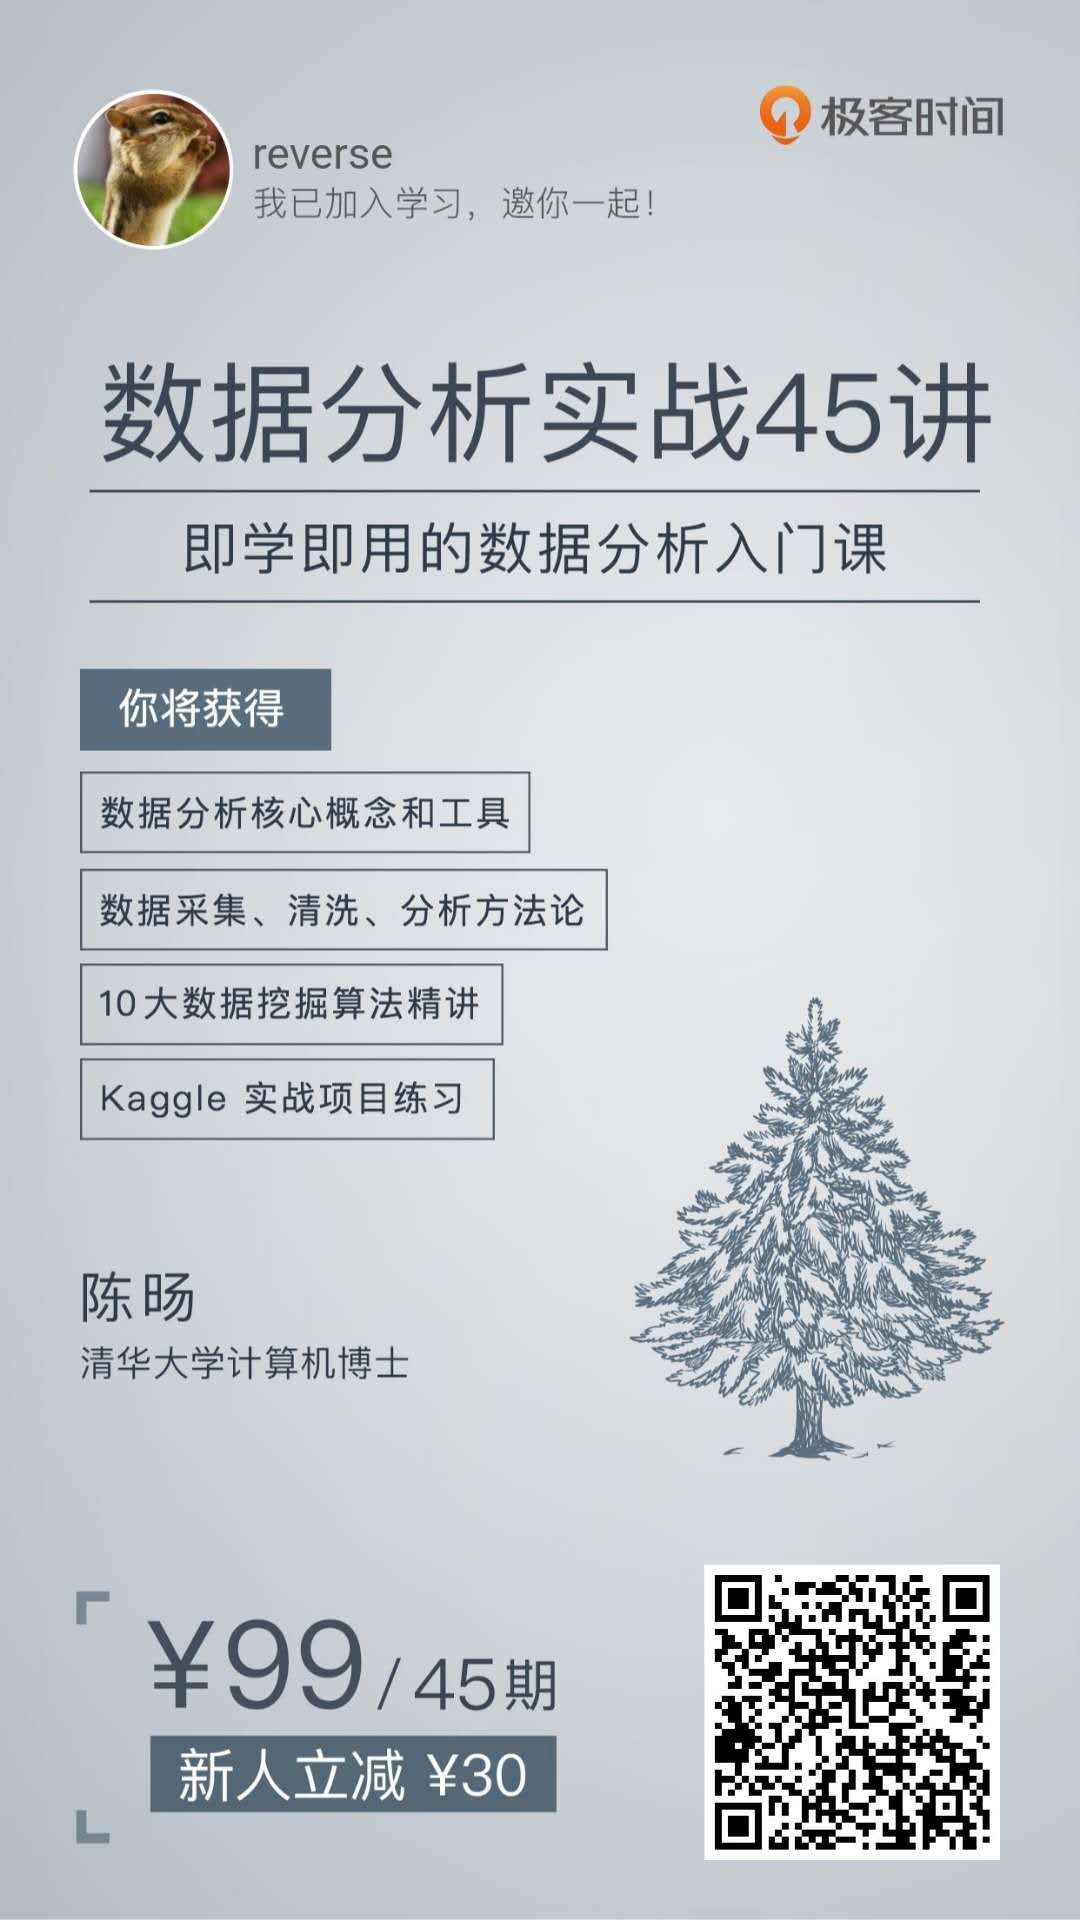 极客时间
reverse
我已加入学习，邀你一起！
数据分析实战45讲
即学即用的数据分析入门课
你将获得
数据分析核心概念和工具
数据采集、清洗、分析方法论
10大数据挖掘算法精讲
Kaggle 实战项目练习
陈旸
清华大学计算机博士
¥99/45期
新人立减 ¥30